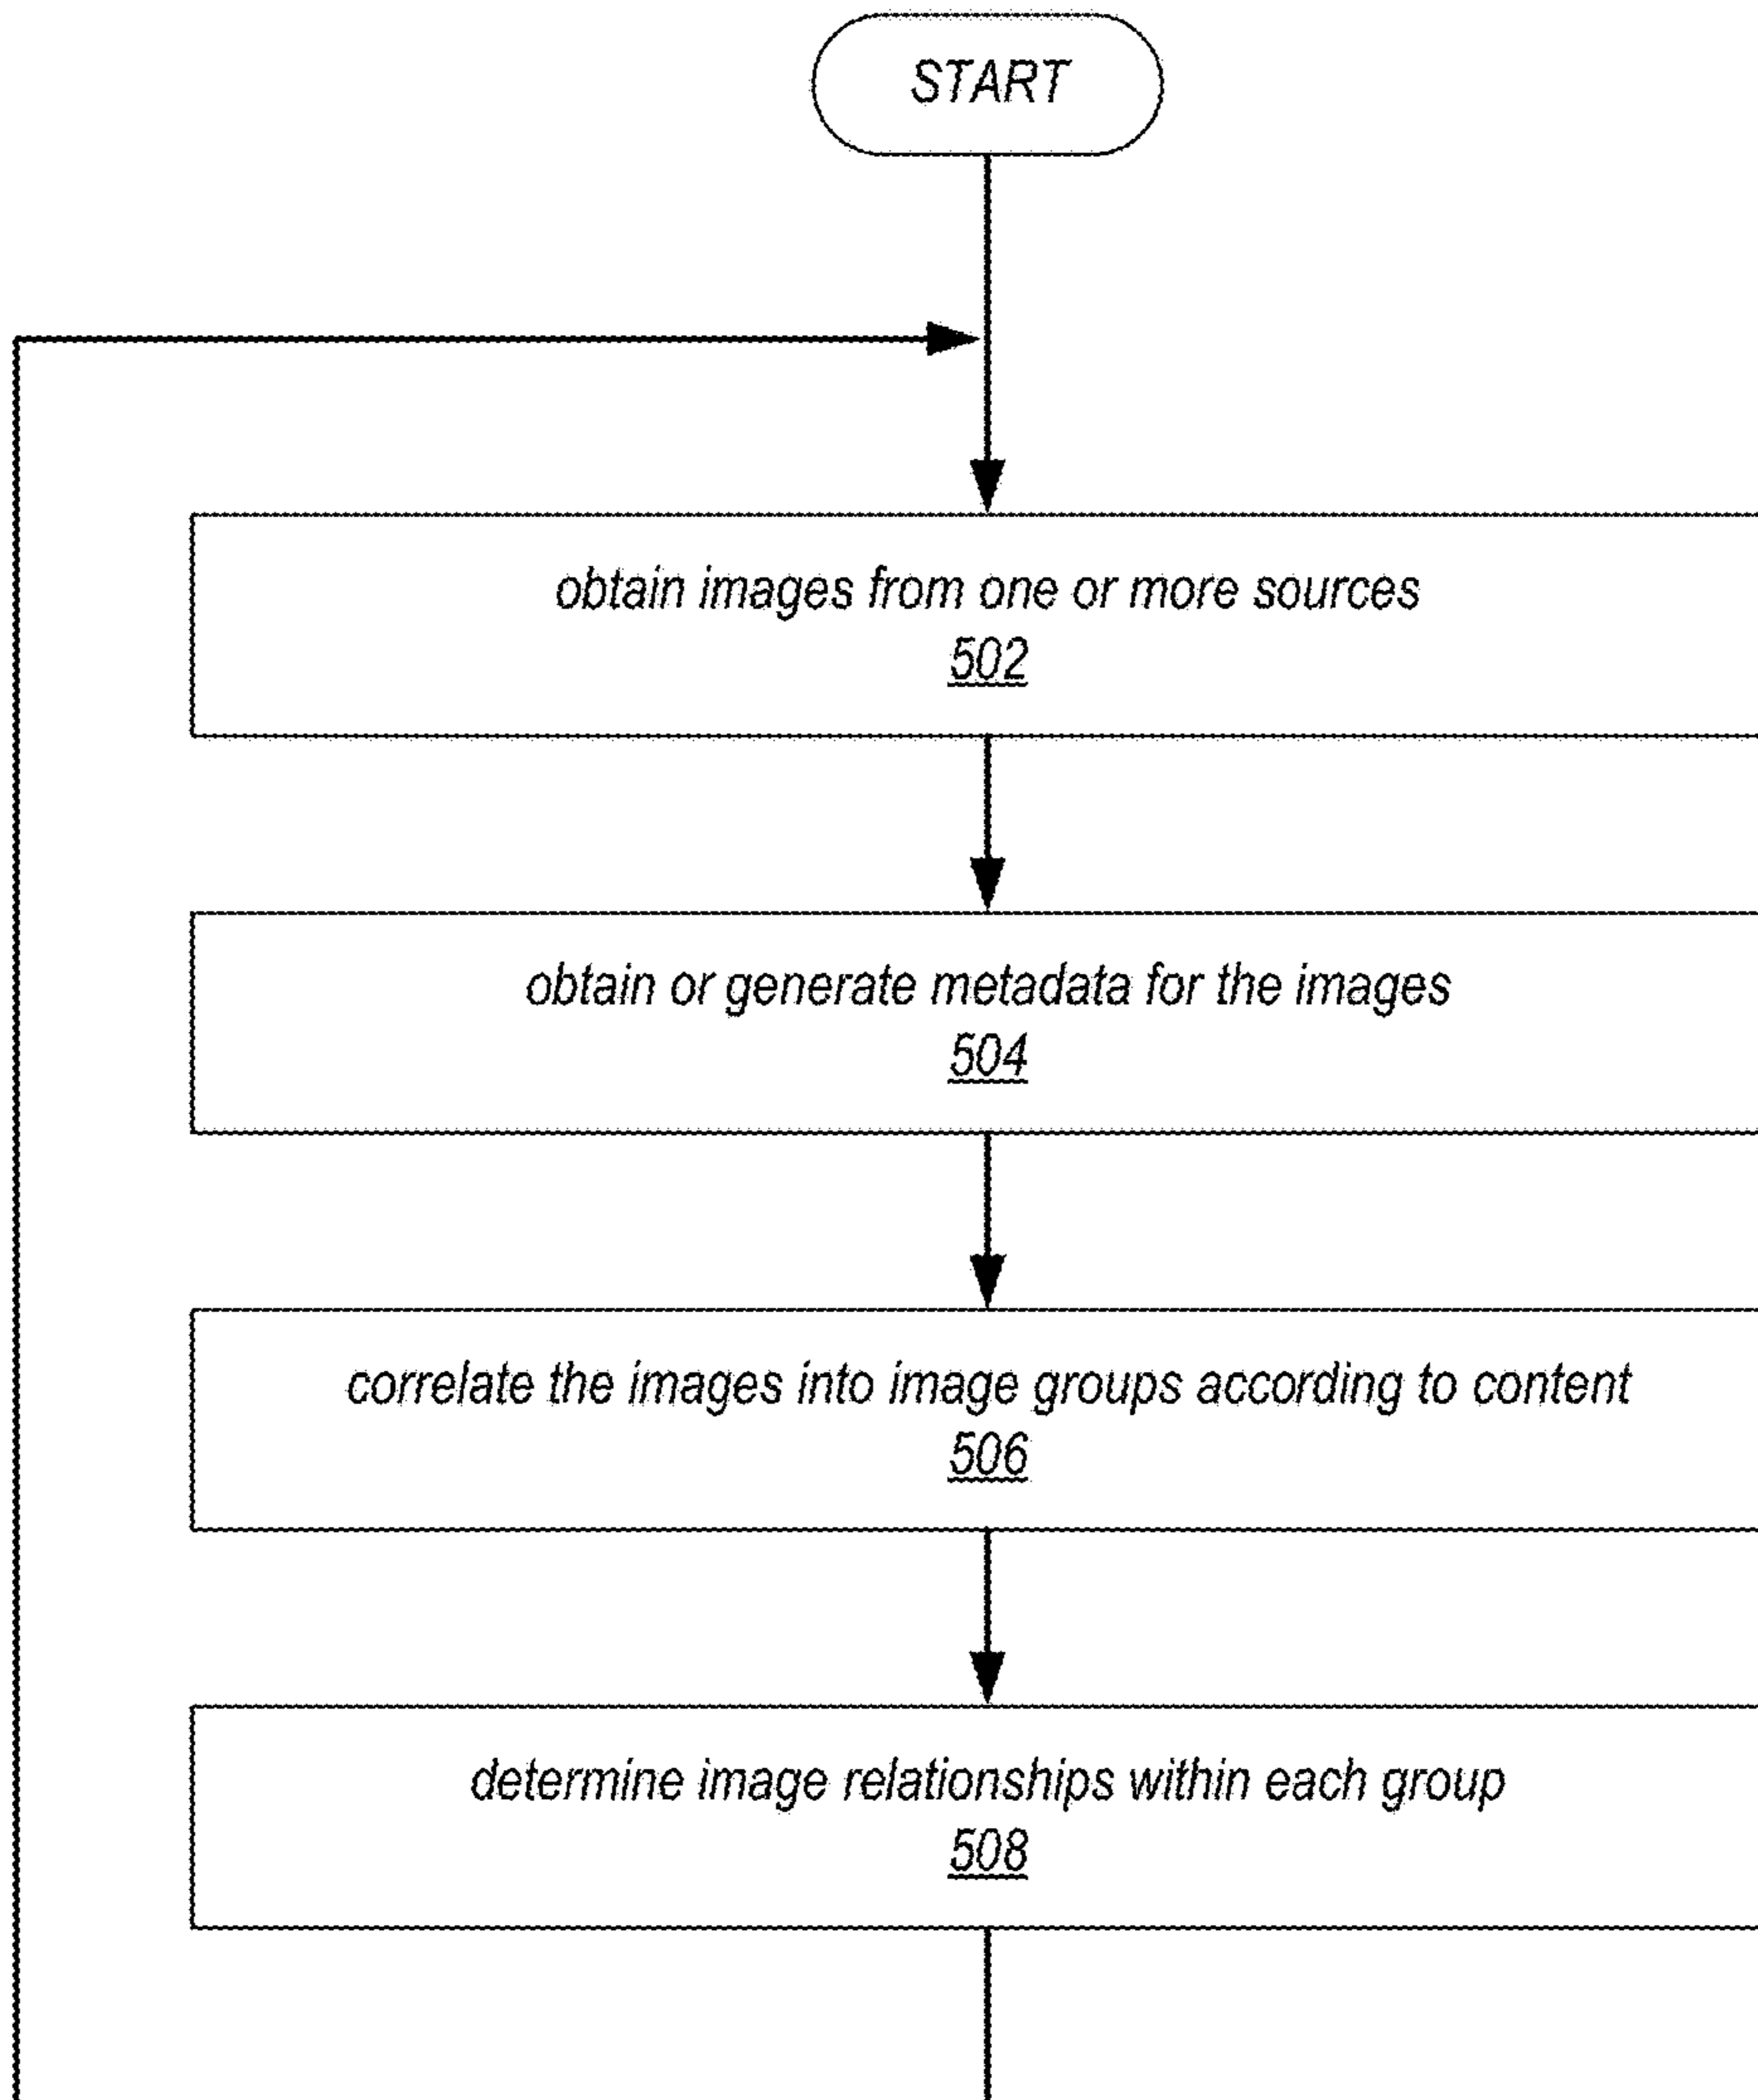 START
obtain images from one or more sources
502
obtain or generate metadata for the images
504
correlate the images into image groups according to content
506
determine image relationships within each group
508